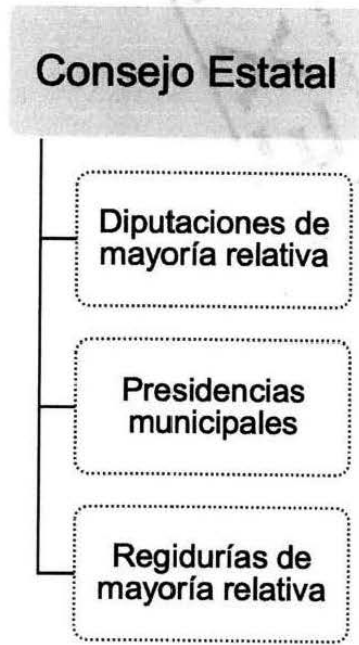 Consejo Estatal
Diputaciones de
mayoría relativa
Presidencias
municipales
Regidurías de
mayoría relativa